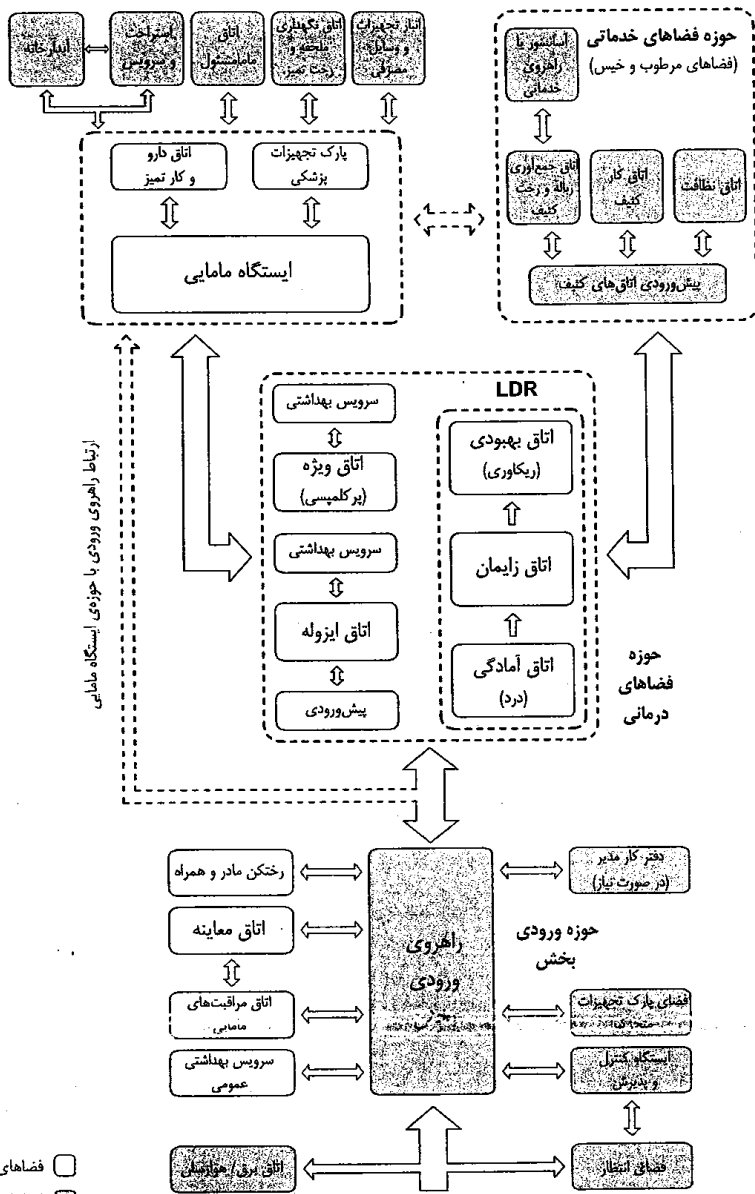 حوزه فضاهای خدماتی
(فضاهای مرطوب و خیس)
آسانسور یا
راهروی
خدماتی
انبار تجهیزات
و وسایل
مصرفی
اتاق نگهداری
ملحفه و
رخت تمیز
اتاق
مامامسئول
استراحت
و سرویس
آبدارخانه
پارک تجهیزات
پزشکی
اتاق دارو
و کار تمیز
ایستگاه مامایی
اتاق نظافت
اتاق کار
کثیف
اتاق جمع‌آوری
زباله و رخت
کثیف
پیش‌ورودی اتاق‌های کثیف
ارتباط راهروی ورودی با حوزه‌ی ایستگاه مامایی
LDR
اتاق بهبودی
(ریکاوری)
اتاق زایمان
اتاق آمادگی
(درد)
سرویس بهداشتی
اتاق ویژه
(پرکلمپسی)
سرویس بهداشتی
اتاق ایزوله
پیش‌ورودی
حوزه
فضاهای
درمانی
دفتر کار مدیر
(در صورت نیاز)
حوزه ورودی
بخش
راهروی
ورودی
رختکن مادر و همراه
اتاق معاینه
اتاق مراقبت‌های
مامایی
سرویس بهداشتی
عمومی
فضای پارک تجهیزات
ایستگاه کنترل
و پذیرش
فضای انتظار
اتاق برق/ هوارسان
فضاهای